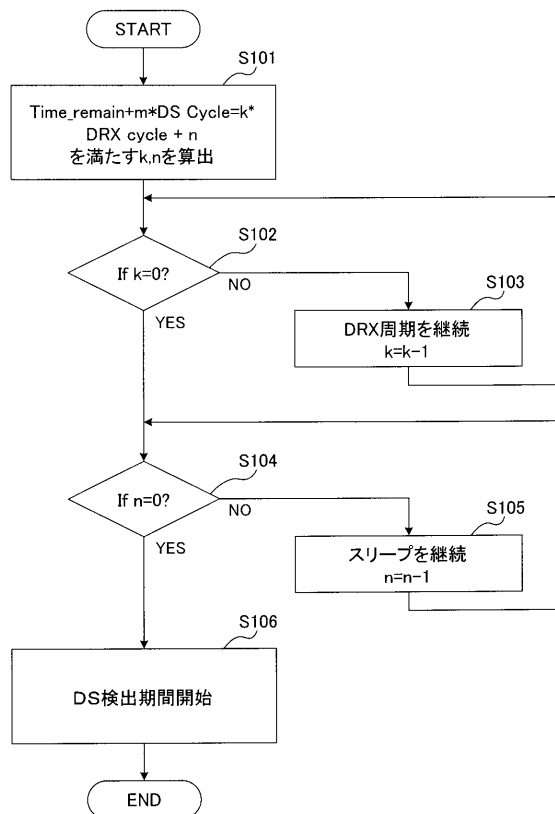 START
S101
Time_remain+m*DS Cycle=k*
DRX cycle + n
を満たすk,nを算出
S102
If k=0?
NO
YES
S103
DRX周期を継続
k=k-1
S104
If n=0?
NO
YES
S105
スリープを継続
n=n-1
S106
DS検出期間開始
END